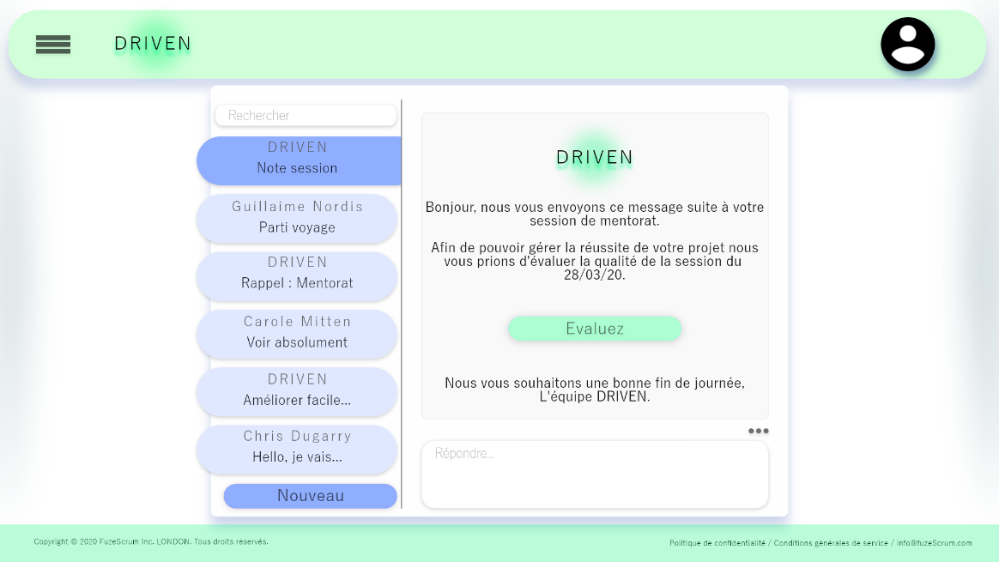 DRIVEN
Rechercher
DRIVEN
Note session
Guillaime Nordis
Parti voyage
DRIVEN
Rappel : Mentorat
Carole Mitten
Voir absolument
DRIVEN
Améliorer facile...
Chris Dugarry
Hello, je vais...
Nouveau
DRIVEN
Bonjour, nous vous envoyons ce message suite à votre
session de mentorat.
Afin de pouvoir gérer la réussite de votre projet nous
vous prions d'évaluer la qualité de la session du
28/03/20.
Evaluez
Nous vous souhaitons une bonne fin de journée,
L'équipe DRIVEN.
Répondre...
Copyright © 2020 FuzeScrum Inc. LONDON. Tous droits réservés.
Politique de confidentialité / Conditions générales de service / info@fuzeScrum.com